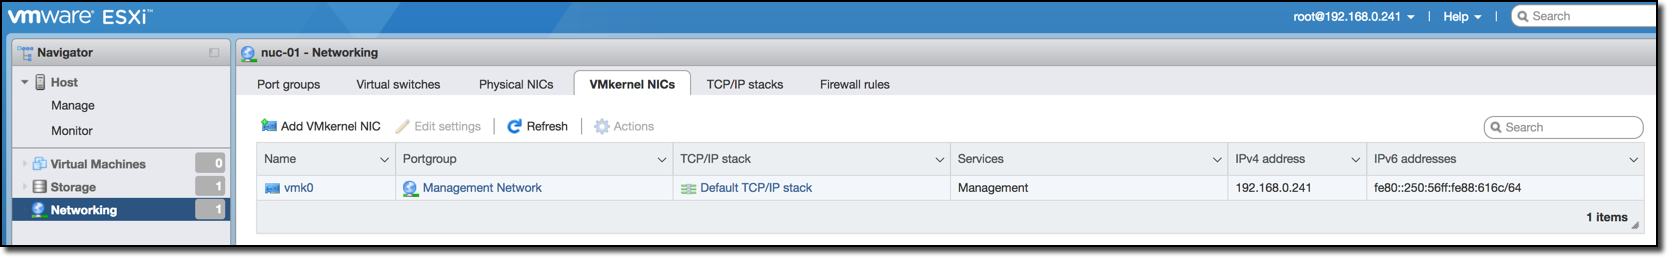 vmware® ESXi™
root@192.168.0.241 | Help | Search
Navigator
Host
Manage
Monitor
Virtual Machines 0
Storage 1
Networking 1
nuc-01 - Networking
Port groups Virtual switches Physical NICs VMkernel NICs TCP/IP stacks Firewall rules
Add VMkernel NIC Edit settings | Refresh | Actions
Search
Name Portgroup TCP/IP stack Services IPv4 address IPv6 addresses
vmk0 Management Network Default TCP/IP stack Management 192.168.0.241 fe80::250:56ff:fe88:616c/64
1 items